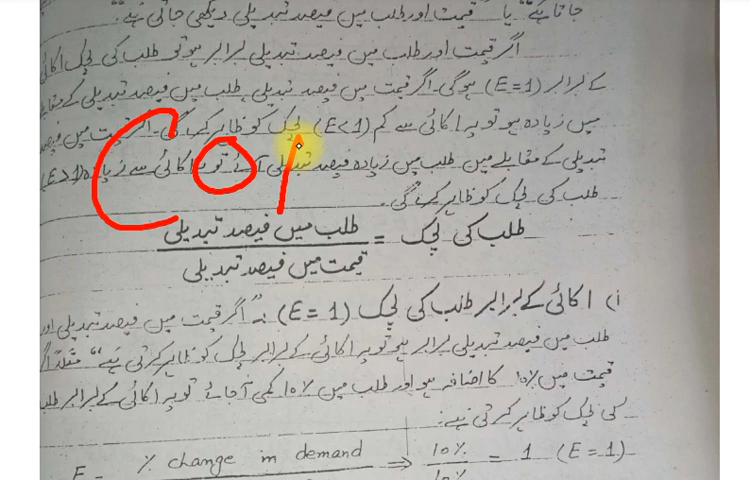 جاتا ہے" یا "قیمت اور طلب میں فیصد تبدیلی دیکھی جاتی ہے۔
اگر قیمت اور طلب میں فیصد تبدیلی برابر ہو تو طلب کی لچک اکائی
کے برابر (E=1) ہوگی۔ اگر قیمت میں فیصد تبدیلی، طلب میں فیصد تبدیلی کے مقابلے
میں زیادہ ہو تو یہ اکائی سے کم (E<1) لچک کو ظاہر کرے گی۔ اگر قیمت میں فیصد
تبدیلی کے مقابلے میں طلب میں زیادہ فیصد تبدیلی آئے تو یہ اکائی سے زیادہ (E>1)
طلب کی لچک کو ظاہر کرے گی۔
طلب کی لچک = طلب میں فیصد تبدیلی
قیمت میں فیصد تبدیلی
i) اکائی کے برابر طلب کی لچک (E=1) :۔ "اگر قیمت میں فیصد تبدیلی اور
طلب میں فیصد تبدیلی برابر ہو تو یہ اکائی کے برابر لچک کو ظاہر کرتی ہے" مثلاً اگر
قیمت میں 10% کا اضافہ ہو اور طلب میں 10% کمی آجائے تو یہ اکائی کے برابر طلب
کی لچک کو ظاہر کرتی ہے:
E = % change in demand ⇒ 10% = 1 (E=1)
10%